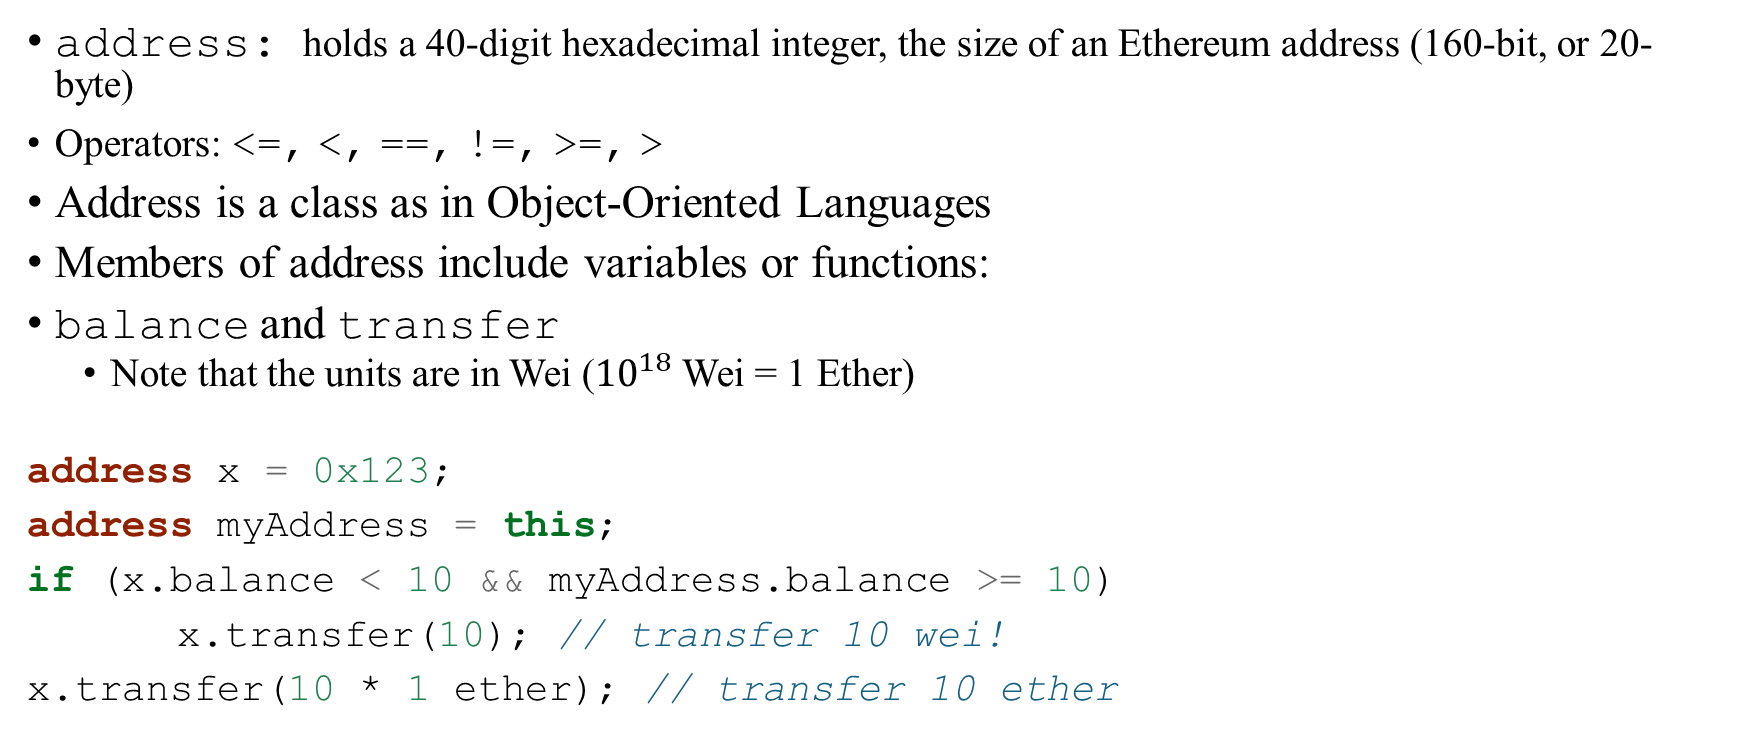 • address: holds a 40-digit hexadecimal integer, the size of an Ethereum address (160-bit, or 20-
byte)
• Operators: <=, <, ==, !=, >=, >
• Address is a class as in Object-Oriented Languages
• Members of address include variables or functions:
• balance and transfer
• Note that the units are in Wei (10¹⁸ Wei = 1 Ether)
address x = 0x123;
address myAddress = this;
if (x.balance < 10 && myAddress.balance >= 10)
x.transfer(10); // transfer 10 wei!
x.transfer(10 * 1 ether); // transfer 10 ether